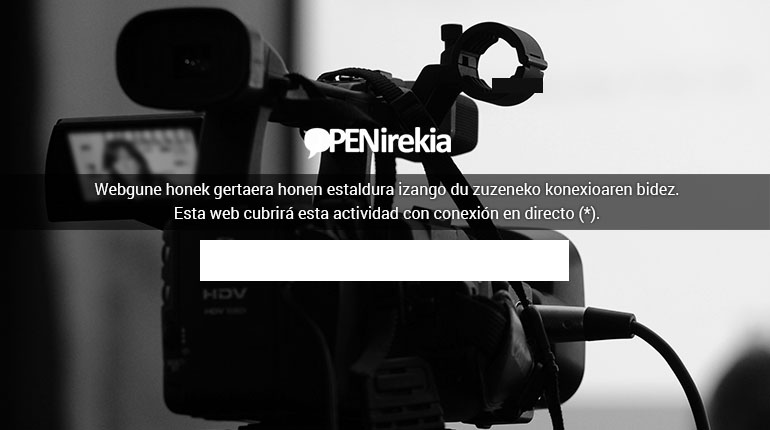 OPENirekia
Webgune honek gertaera honen estaldura izango du zuzeneko konexioaren bidez.
Esta web cubrirá esta actividad con conexión en directo (*).
HDV